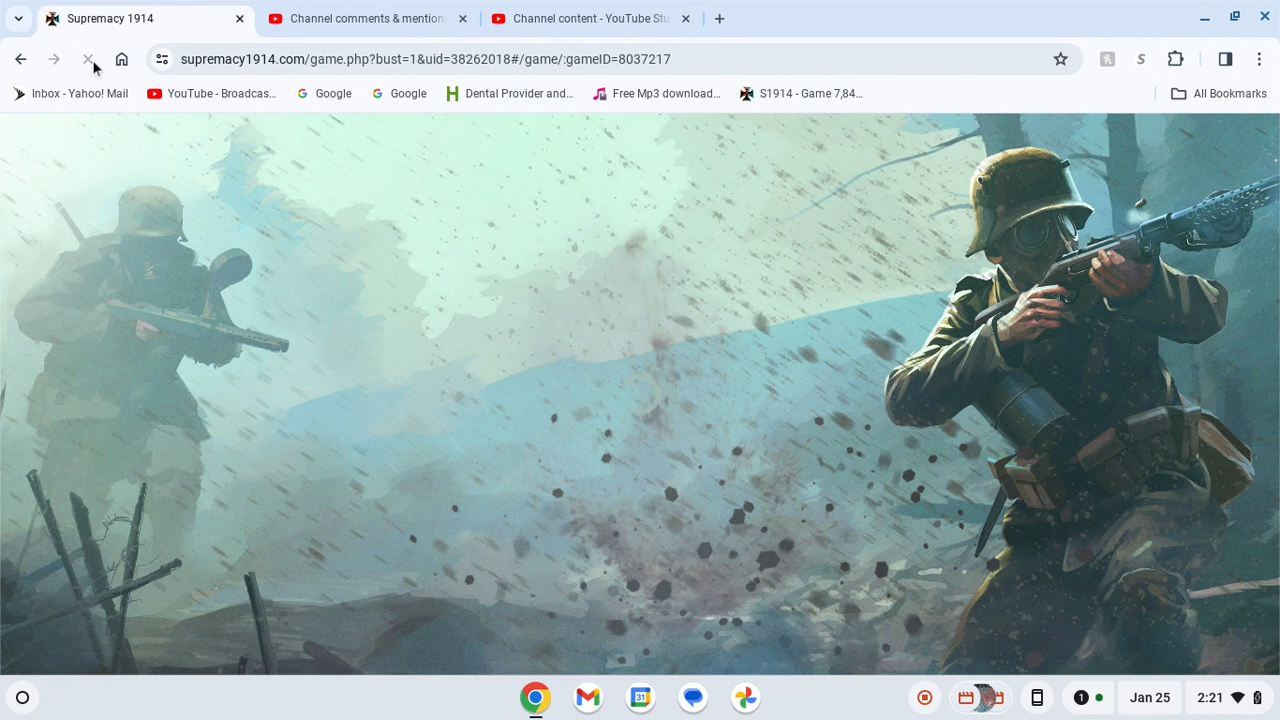 Supremacy 1914
Channel comments & mention
Channel content - YouTube Stu
supremacy1914.com/game.php?bust=1&uid=38262018#/game/:gameID=8037217
Inbox - Yahoo! Mail
YouTube - Broadcas...
Google
Google
Dental Provider and...
Free Mp3 download...
S1914 - Game 7,84...
All Bookmarks
31
1
Jan 25
2:21